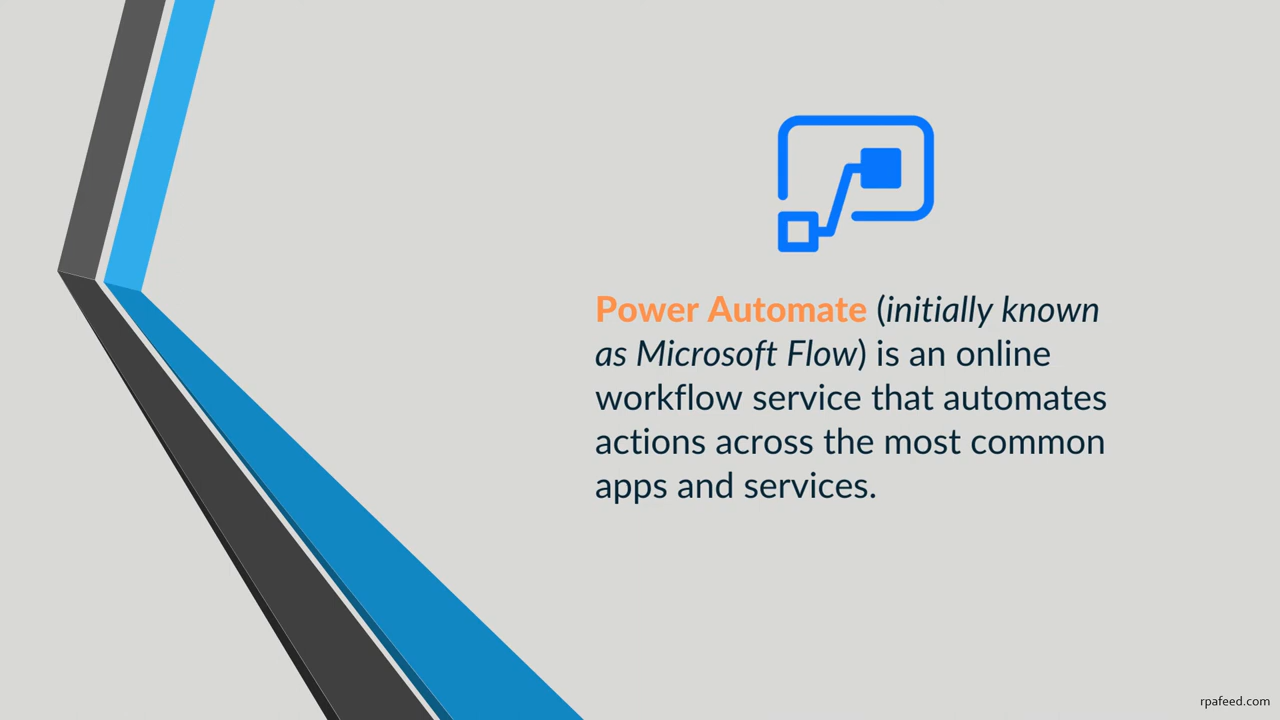 Power Automate (initially known
as Microsoft Flow) is an online
workflow service that automates
actions across the most common
apps and services.
rpafeed.com